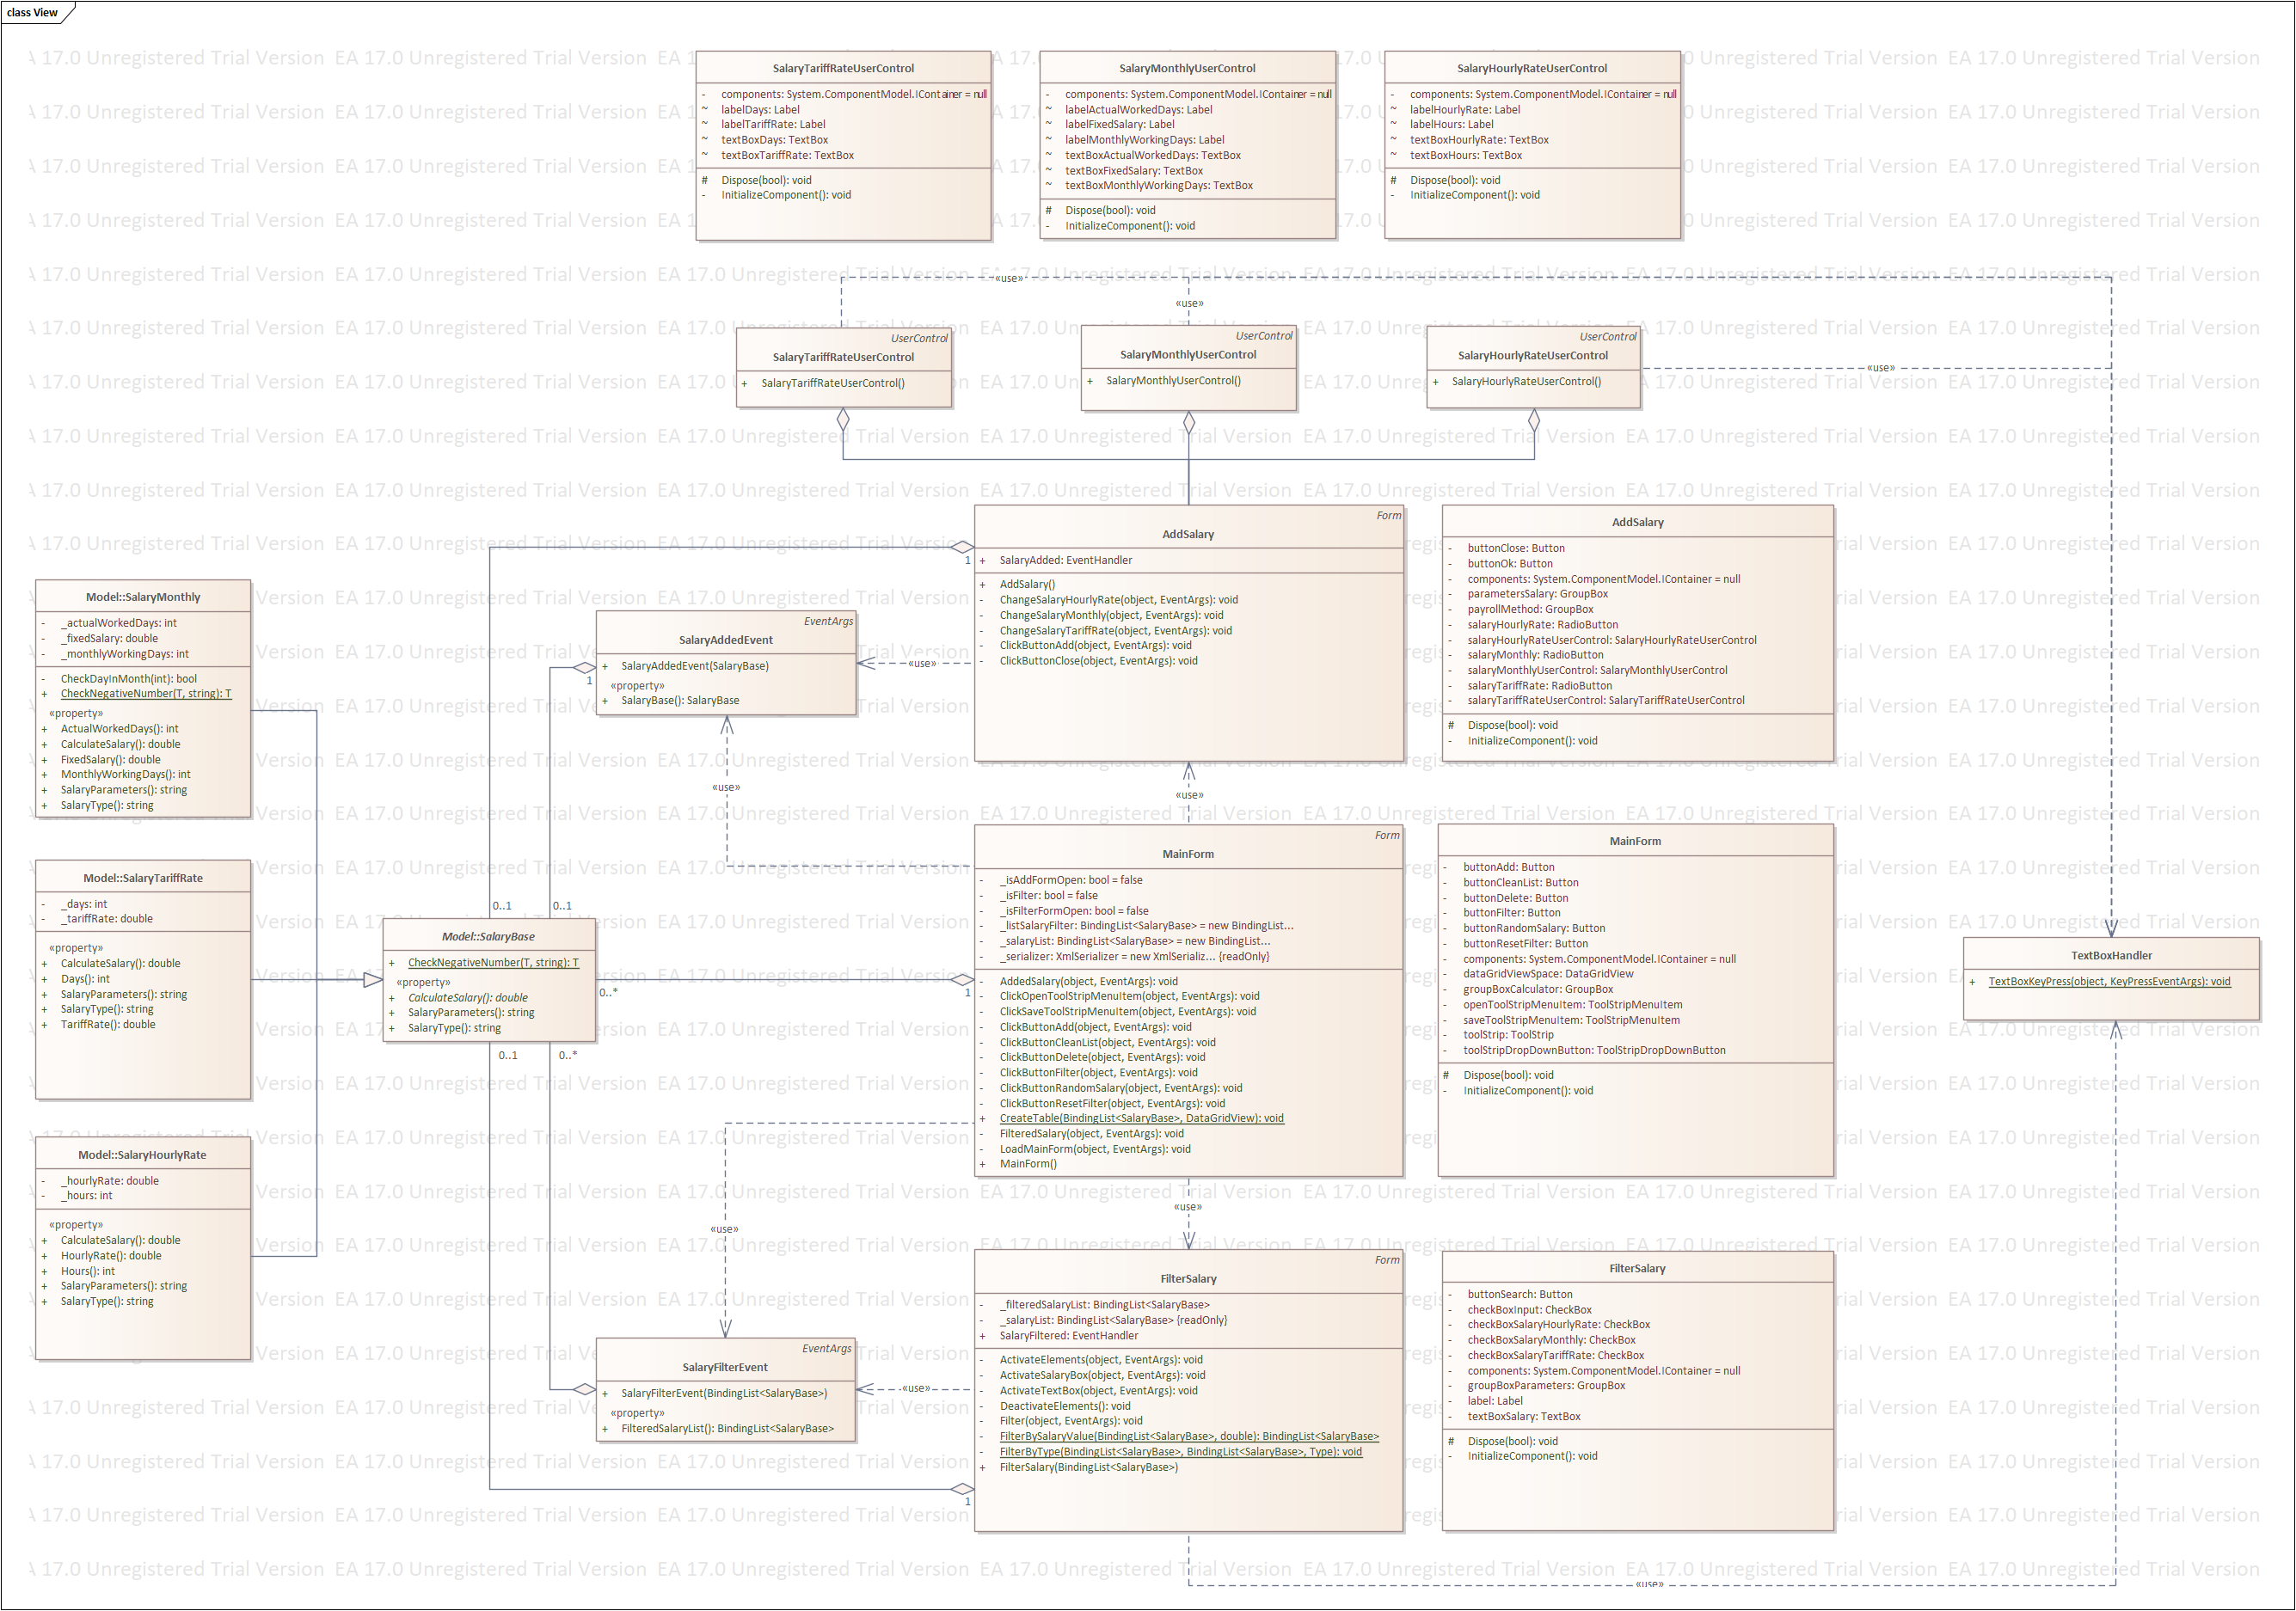 class View
EA 17.0 Unregistered Trial Version
SalaryTariffRateUserControl
- components: System.ComponentModel.IContainer = null
~ labelDays: Label
~ labelTariffRate: Label
~ textBoxDays: TextBox
~ textBoxTariffRate: TextBox
# Dispose(bool): void
- InitializeComponent(): void
SalaryMonthlyUserControl
- components: System.ComponentModel.IContainer = null
~ labelActualWorkedDays: Label
~ labelFixedSalary: Label
~ labelMonthlyWorkingDays: Label
~ textBoxActualWorkedDays: TextBox
~ textBoxFixedSalary: TextBox
~ textBoxMonthlyWorkingDays: TextBox
# Dispose(bool): void
- InitializeComponent(): void
SalaryHourlyRateUserControl
- components: System.ComponentModel.IContainer = null
~ labelHourlyRate: Label
~ labelHours: Label
~ textBoxHourlyRate: TextBox
~ textBoxHours: TextBox
# Dispose(bool): void
- InitializeComponent(): void
«use»
«use»
UserControl
SalaryTariffRateUserControl
+ SalaryTariffRateUserControl()
UserControl
SalaryMonthlyUserControl
+ SalaryMonthlyUserControl()
UserControl
SalaryHourlyRateUserControl
+ SalaryHourlyRateUserControl()
«use»
Form
AddSalary
+ SalaryAdded: EventHandler
+ AddSalary()
- ChangeSalaryHourlyRate(object, EventArgs): void
- ChangeSalaryMonthly(object, EventArgs): void
- ChangeSalaryTariffRate(object, EventArgs): void
- ClickButtonAdd(object, EventArgs): void
- ClickButtonClose(object, EventArgs): void
1
AddSalary
- buttonClose: Button
- buttonOk: Button
- components: System.ComponentModel.IContainer = null
- parametersSalary: GroupBox
- payrollMethod: GroupBox
- salaryHourlyRate: RadioButton
- salaryHourlyRateUserControl: SalaryHourlyRateUserControl
- salaryMonthly: RadioButton
- salaryMonthlyUserControl: SalaryMonthlyUserControl
- salaryTariffRate: RadioButton
- salaryTariffRateUserControl: SalaryTariffRateUserControl
# Dispose(bool): void
- InitializeComponent(): void
Model::SalaryMonthly
- _actualWorkedDays: int
- _fixedSalary: double
- _monthlyWorkingDays: int
- CheckDayInMonth(int): bool
+ CheckNegativeNumber(T, string): T
«property»
+ ActualWorkedDays(): int
+ CalculateSalary(): double
+ FixedSalary(): double
+ MonthlyWorkingDays(): int
+ SalaryParameters(): string
+ SalaryType(): string
EventArgs
SalaryAddedEvent
+ SalaryAddedEvent(SalaryBase)
«property»
+ SalaryBase(): SalaryBase
1
«use»
«use»
«use»
Model::SalaryTariffRate
- _days: int
- _tariffRate: double
«property»
+ CalculateSalary(): double
+ Days(): int
+ SalaryParameters(): string
+ SalaryType(): string
+ TariffRate(): double
0..1
0..1
Model::SalaryBase
+ CheckNegativeNumber(T, string): T
«property»
+ CalculateSalary(): double
+ SalaryParameters(): string
+ SalaryType(): string
0..*
1
0..1
0..*
Form
MainForm
- _isAddFormOpen: bool = false
- _isFilter: bool = false
- _isFilterFormOpen: bool = false
- _listSalaryFilter: BindingList<SalaryBase> = new BindingList...
- _salaryList: BindingList<SalaryBase> = new BindingList...
- _serializer: XmlSerializer = new XmlSerializ... {readOnly}
- AddedSalary(object, EventArgs): void
- ClickOpenToolStripMenuItem(object, EventArgs): void
- ClickSaveToolStripMenuItem(object, EventArgs): void
- ClickButtonAdd(object, EventArgs): void
- ClickButtonCleanList(object, EventArgs): void
- ClickButtonDelete(object, EventArgs): void
- ClickButtonFilter(object, EventArgs): void
- ClickButtonRandomSalary(object, EventArgs): void
- ClickButtonResetFilter(object, EventArgs): void
+ CreateTable(BindingList<SalaryBase>, DataGridView): void
- FilteredSalary(object, EventArgs): void
- LoadMainForm(object, EventArgs): void
+ MainForm()
MainForm
- buttonAdd: Button
- buttonCleanList: Button
- buttonDelete: Button
- buttonFilter: Button
- buttonRandomSalary: Button
- buttonResetFilter: Button
- components: System.ComponentModel.IContainer = null
- dataGridViewSpace: DataGridView
- groupBoxCalculator: GroupBox
- openToolStripMenuItem: ToolStripMenuItem
- saveToolStripMenuItem: ToolStripMenuItem
- toolStrip: ToolStrip
- toolStripDropDownButton: ToolStripDropDownButton
# Dispose(bool): void
- InitializeComponent(): void
TextBoxHandler
+ TextBoxKeyPress(object, KeyPressEventArgs): void
Model::SalaryHourlyRate
- _hourlyRate: double
- _hours: int
«property»
+ CalculateSalary(): double
+ HourlyRate(): double
+ Hours(): int
+ SalaryParameters(): string
+ SalaryType(): string
«use»
«use»
EventArgs
SalaryFilterEvent
+ SalaryFilterEvent(BindingList<SalaryBase>)
«property»
+ FilteredSalaryList(): BindingList<SalaryBase>
«use»
Form
FilterSalary
- _filteredSalaryList: BindingList<SalaryBase>
- _salaryList: BindingList<SalaryBase> {readOnly}
+ SalaryFiltered: EventHandler
- ActivateElements(object, EventArgs): void
- ActivateSalaryBox(object, EventArgs): void
- ActivateTextBox(object, EventArgs): void
- DeactivateElements(): void
- Filter(object, EventArgs): void
- FilterBySalaryValue(BindingList<SalaryBase>, double): BindingList<SalaryBase>
- FilterByType(BindingList<SalaryBase>, BindingList<SalaryBase>, Type): void
+ FilterSalary(BindingList<SalaryBase>)
1
FilterSalary
- buttonSearch: Button
- checkBoxInput: CheckBox
- checkBoxSalaryHourlyRate: CheckBox
- checkBoxSalaryMonthly: CheckBox
- checkBoxSalaryTariffRate: CheckBox
- components: System.ComponentModel.IContainer = null
- groupBoxParameters: GroupBox
- label: Label
- textBoxSalary: TextBox
# Dispose(bool): void
- InitializeComponent(): void
«use»